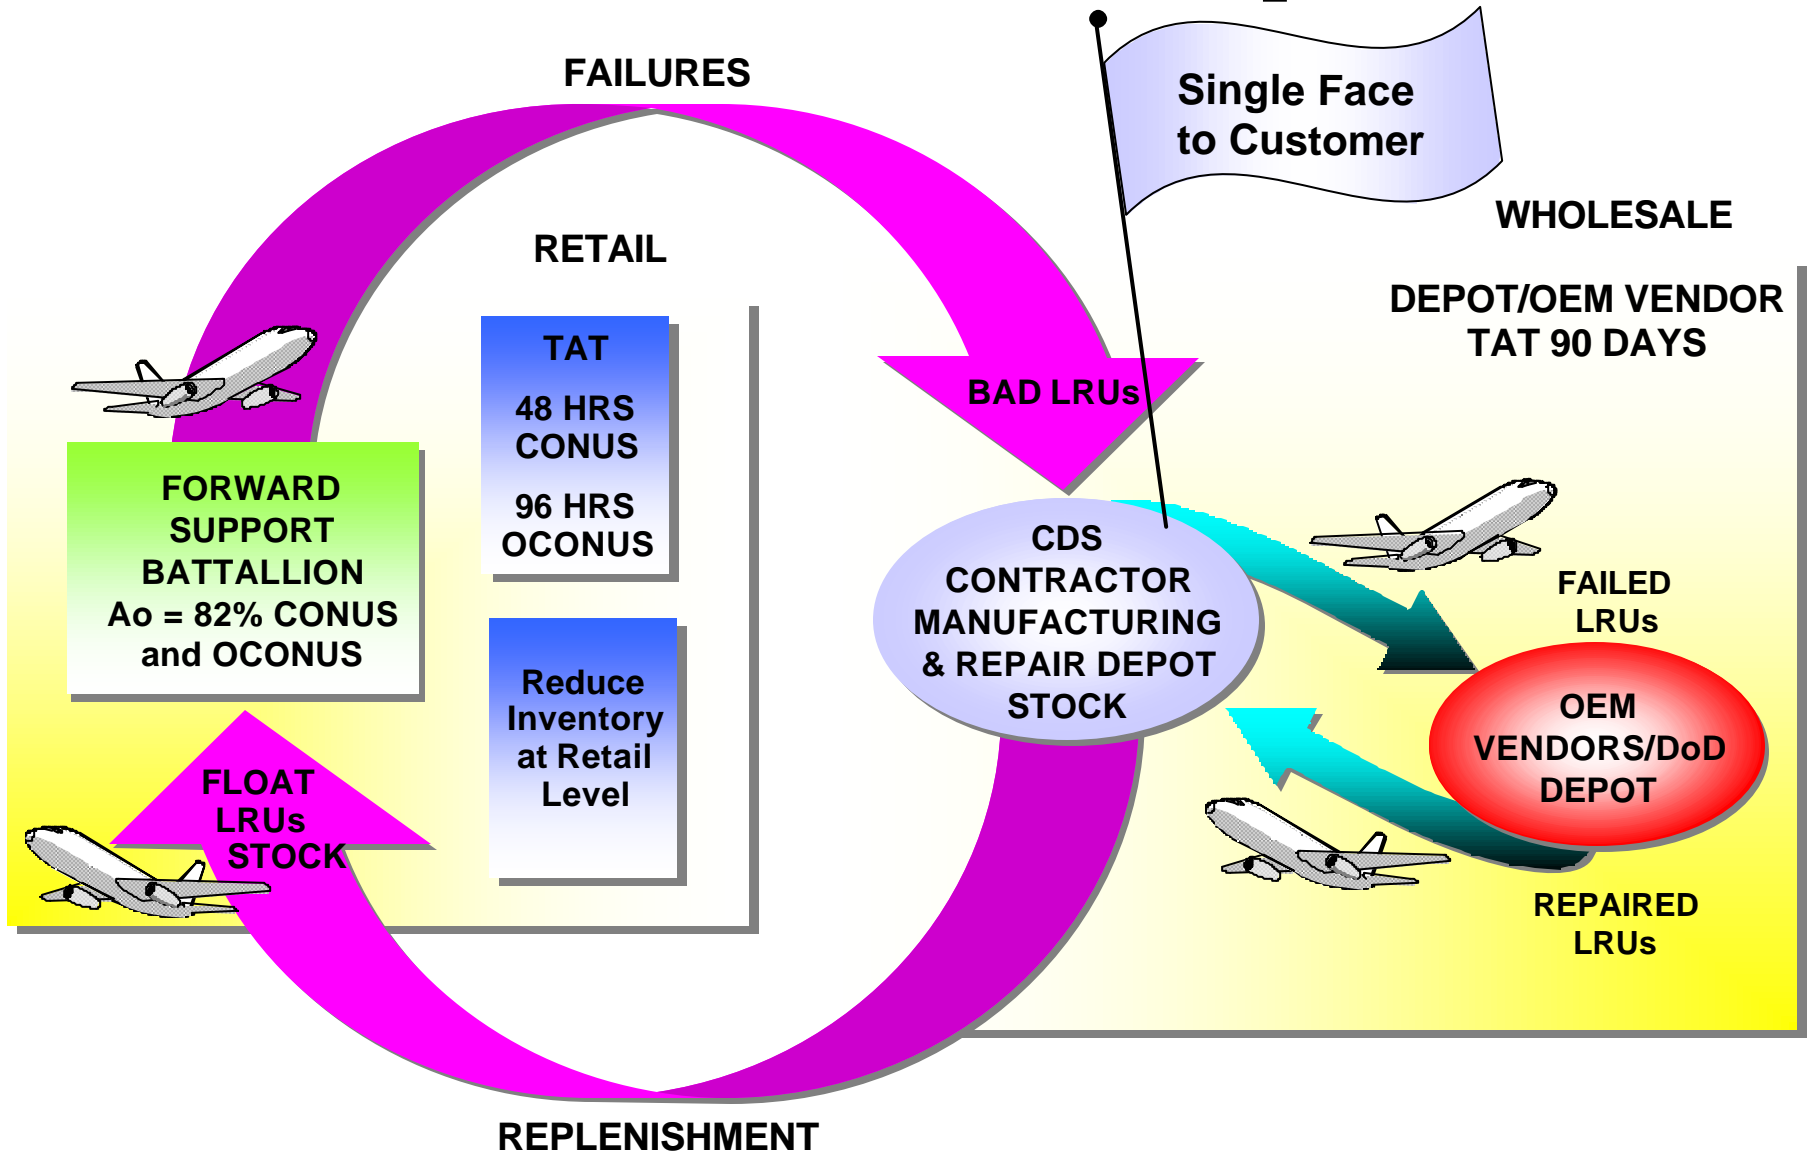 FAILURES
Single Face
to Customer
WHOLESALE
RETAIL
DEPOT/OEM VENDOR
TAT 90 DAYS
TAT
48 HRS
CONUS
96 HRS
OCONUS
BAD LRUs
FORWARD
SUPPORT
BATTALLION
Ao = 82% CONUS
and OCONUS
CDS
CONTRACTOR
MANUFACTURING
& REPAIR DEPOT
STOCK
FAILED
LRUs
Reduce
Inventory
at Retail
Level
OEM
VENDORS/DoD
DEPOT
FLOAT
LRUs
STOCK
REPAIRED
LRUs
REPLENISHMENT